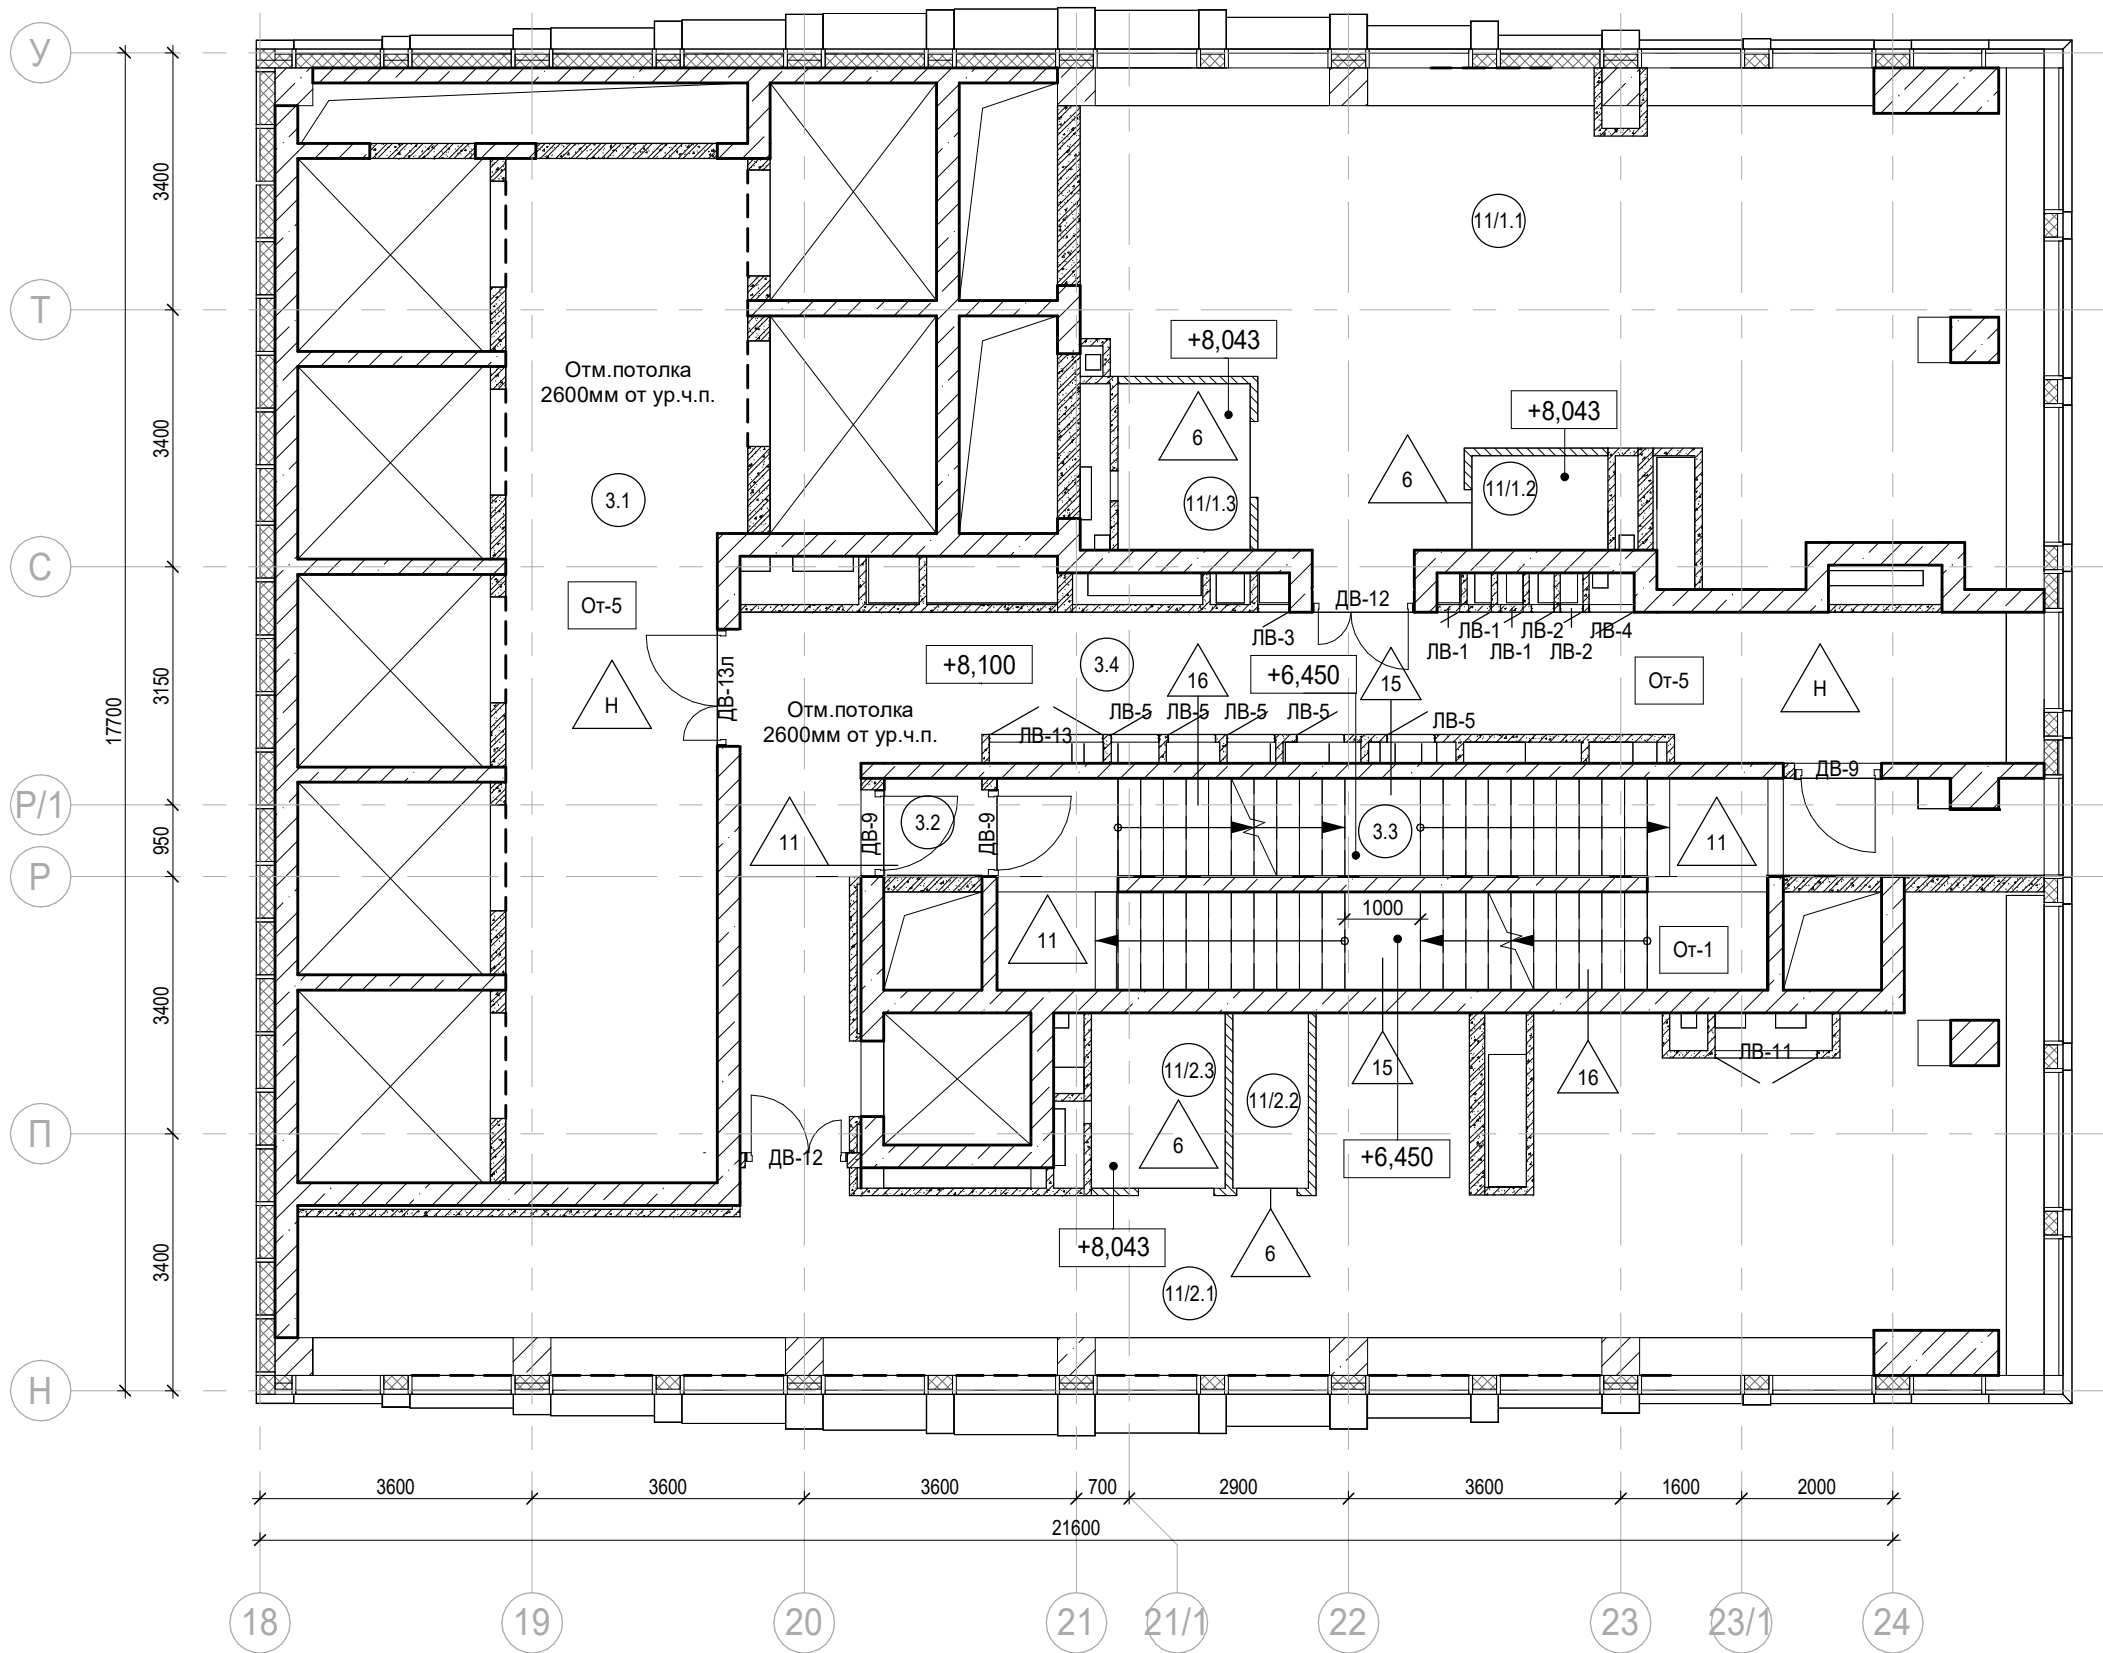 У
Т
С
Р/1
Р
П
Н
3400
3400
3150
950
3400
3400
17700
11/1.1
+8,043
Отм.потолка
2600мм от ур.ч.п.
+8,043
6
6
3.1
11/1.3
11/1.2
От-5
ДВ-12
ЛВ-3
ЛВ-1
ЛВ-2
ЛВ-4
ЛВ-1
ЛВ-1
ЛВ-2
+8,100
3.4
+6,450
16
15
От-5
Н
Н
ДВ-13л
Отм.потолка
2600мм от ур.ч.п.
ЛВ-13
ЛВ-5
ЛВ-5
ЛВ-5
ЛВ-5
ЛВ-5
ДВ-9
11
ДВ-9
3.2
ДВ-9
3.3
11
11
1000
От-1
11/2.3
11/2.2
15
16
ЛВ-11
ДВ-12
6
+6,450
+8,043
6
11/2.1
3600
3600
3600
700
2900
3600
1600
2000
21600
18
19
20
21
21/1
22
23
23/1
24